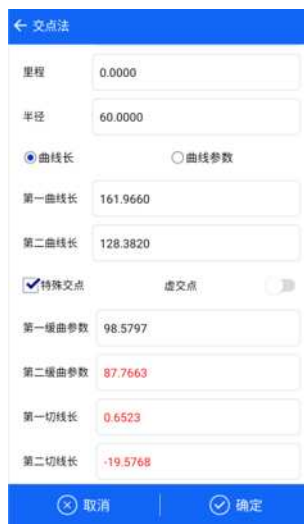 交点法
里程 0.0000
半径 60.0000
曲线长 曲线参数
第一曲线长 161.9660
第二曲线长 128.3820
特殊交点 虚交点
第一缓曲参数 98.5797
第二缓曲参数 87.7663
第一切线长 0.6523
第二切线长 -19.5768
取消 确定